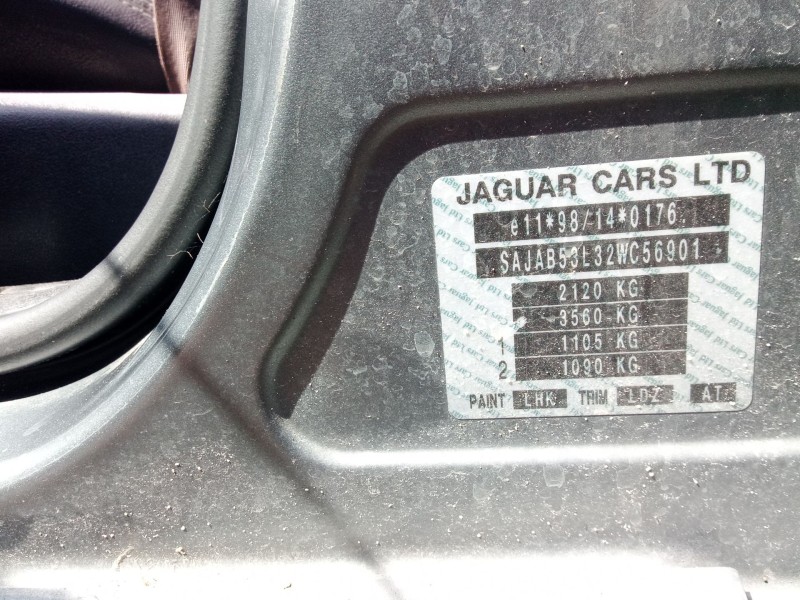 JAGUAR CARS LTD
e11*98/14*0176
SAJAB53L32WC56901
2120 KG
3560 KG
1 1105 KG
2 1090 KG
PAINT LHK TRIM LDZ AT